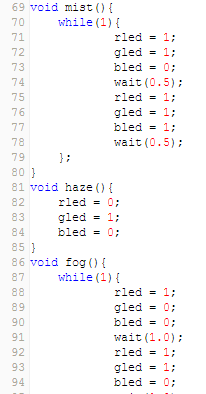 69 void mist(){
70 while(1){
71 rled = 1;
72 gled = 1;
73 bled = 0;
74 wait(0.5);
75 rled = 1;
76 gled = 1;
77 bled = 1;
78 wait(0.5);
79 };
80 }
81 void haze(){
82 rled = 0;
83 gled = 1;
84 bled = 0;
85 }
86 void fog(){
87 while(1){
88 rled = 1;
89 gled = 0;
90 bled = 0;
91 wait(1.0);
92 rled = 1;
93 gled = 1;
94 bled = 0;